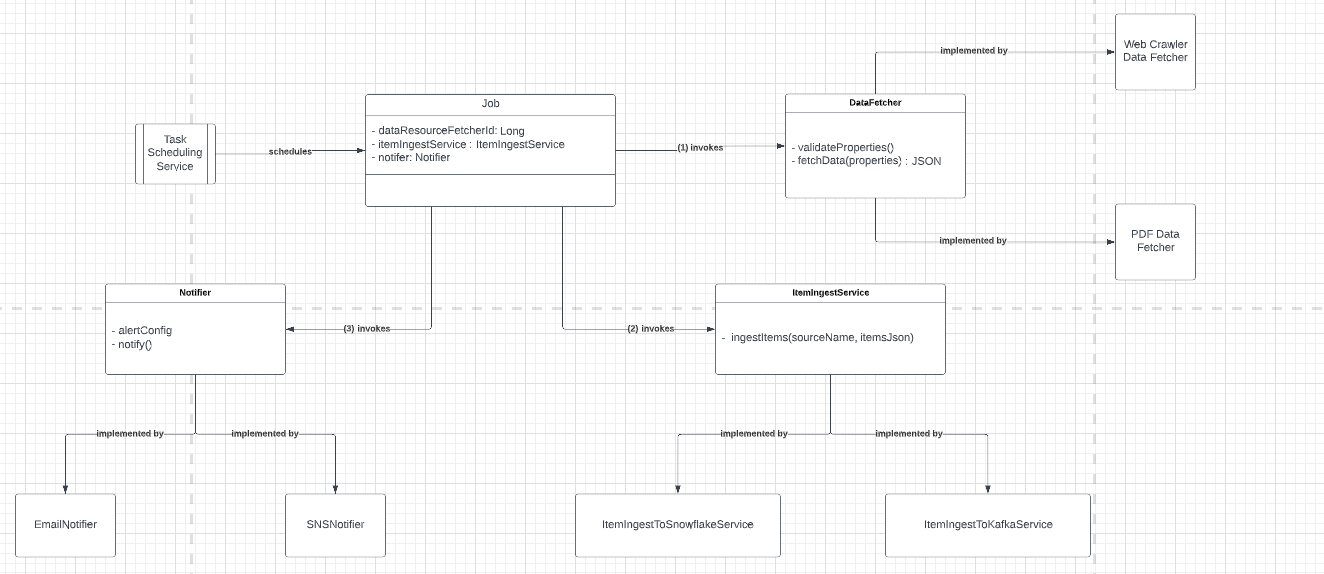 implemented by
Web Crawler
Data Fetcher
Job
- dataResourceFetcherId: Long
- itemIngestService : ItemIngestService
- notifer: Notifier
DataFetcher
- validateProperties()
- fetchData(properties) : JSON
Task
Scheduling
Service
schedules
(1) invokes
implemented by
PDF Data
Fetcher
Notifier
- alertConfig
- notify()
(3) invokes
(2) invokes
ItemIngestService
- ingestItems(sourceName, itemsJson)
implemented by
implemented by
implemented by
implemented by
EmailNotifier
SNSNotifier
ItemIngestToSnowflakeService
ItemIngestToKafkaService